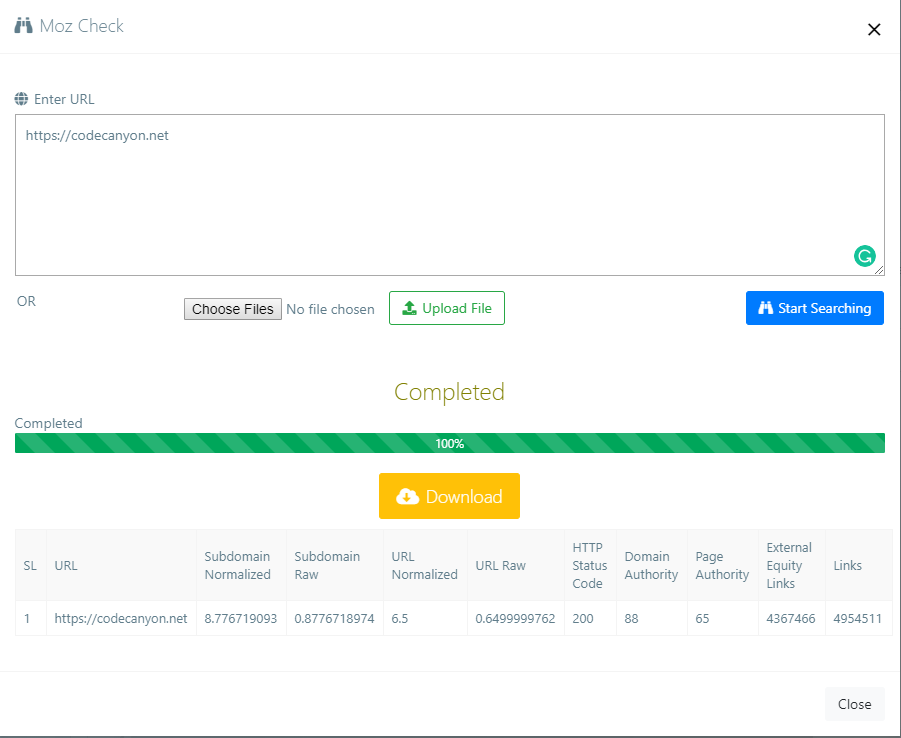 Moz Check
Enter URL
https://codecanyon.net
OR
Choose Files No file chosen
Upload File
Start Searching
Completed
Completed
100%
Download
SL URL Subdomain Normalized Subdomain Raw URL Normalized URL Raw HTTP Status Code Domain Authority Page Authority External Equity Links Links
1 https://codecanyon.net 8.776719093 0.8776718974 6.5 0.6499999762 200 88 65 4367466 4954511
Close